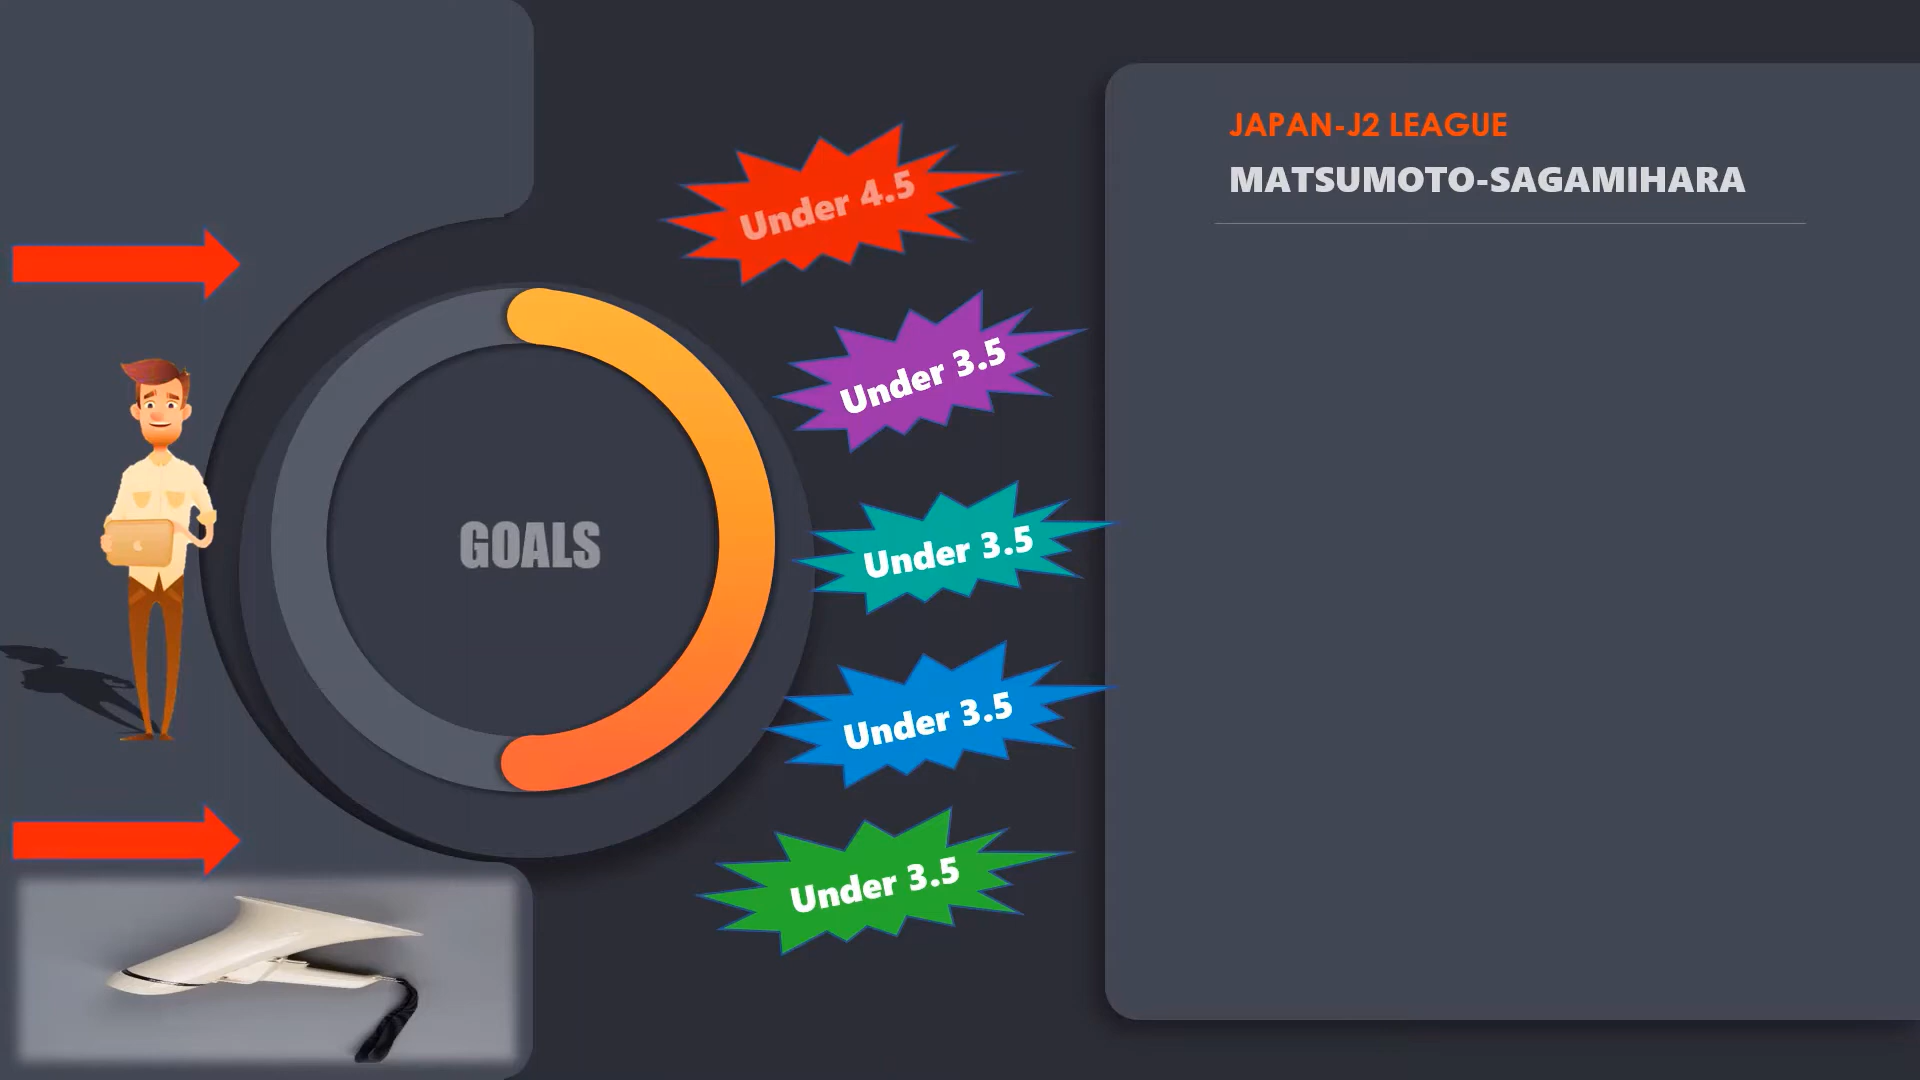 JAPAN-J2 LEAGUE
MATSUMOTO-SAGAMIHARA
Under 4.5
Under 3.5
Under 3.5
Under 3.5
Under 3.5
GOALS